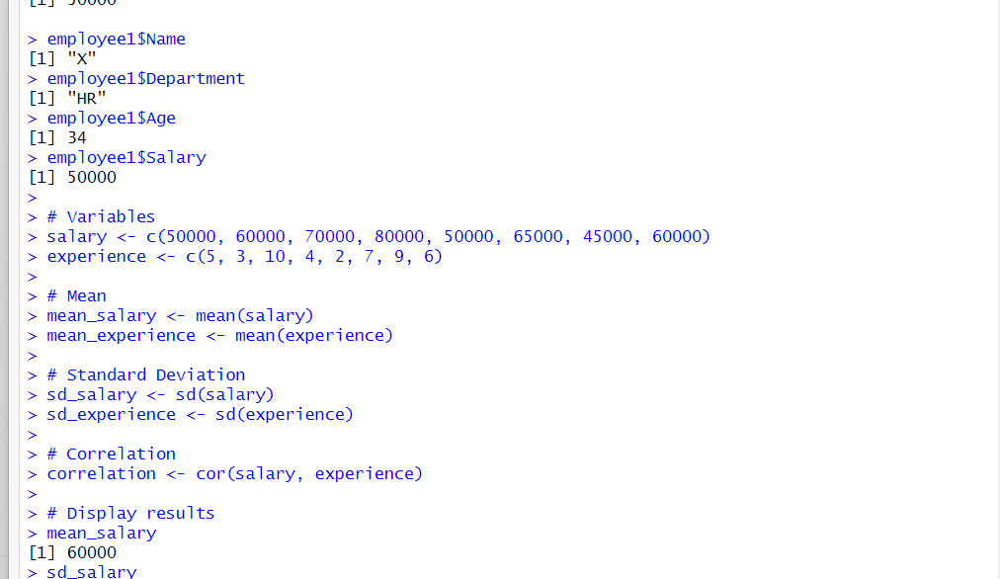 [1] 50000
> employee1$Name
[1] "X"
> employee1$Department
[1] "HR"
> employee1$Age
[1] 34
> employee1$Salary
[1] 50000
>
> # Variables
> salary <- c(50000, 60000, 70000, 80000, 50000, 65000, 45000, 60000)
> experience <- c(5, 3, 10, 4, 2, 7, 9, 6)
>
> # Mean
> mean_salary <- mean(salary)
> mean_experience <- mean(experience)
>
> # Standard Deviation
> sd_salary <- sd(salary)
> sd_experience <- sd(experience)
>
> # Correlation
> correlation <- cor(salary, experience)
>
> # Display results
> mean_salary
[1] 60000
> sd_salary